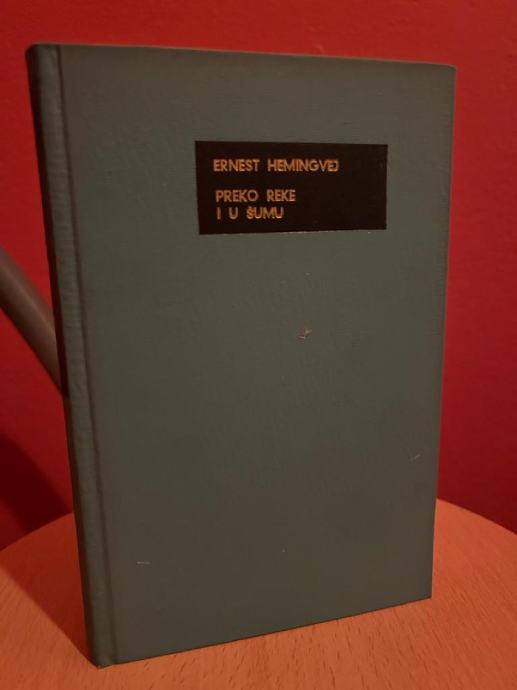 ERNEST HEMINGVEJ
PREKO REKE
I U ŠUMU